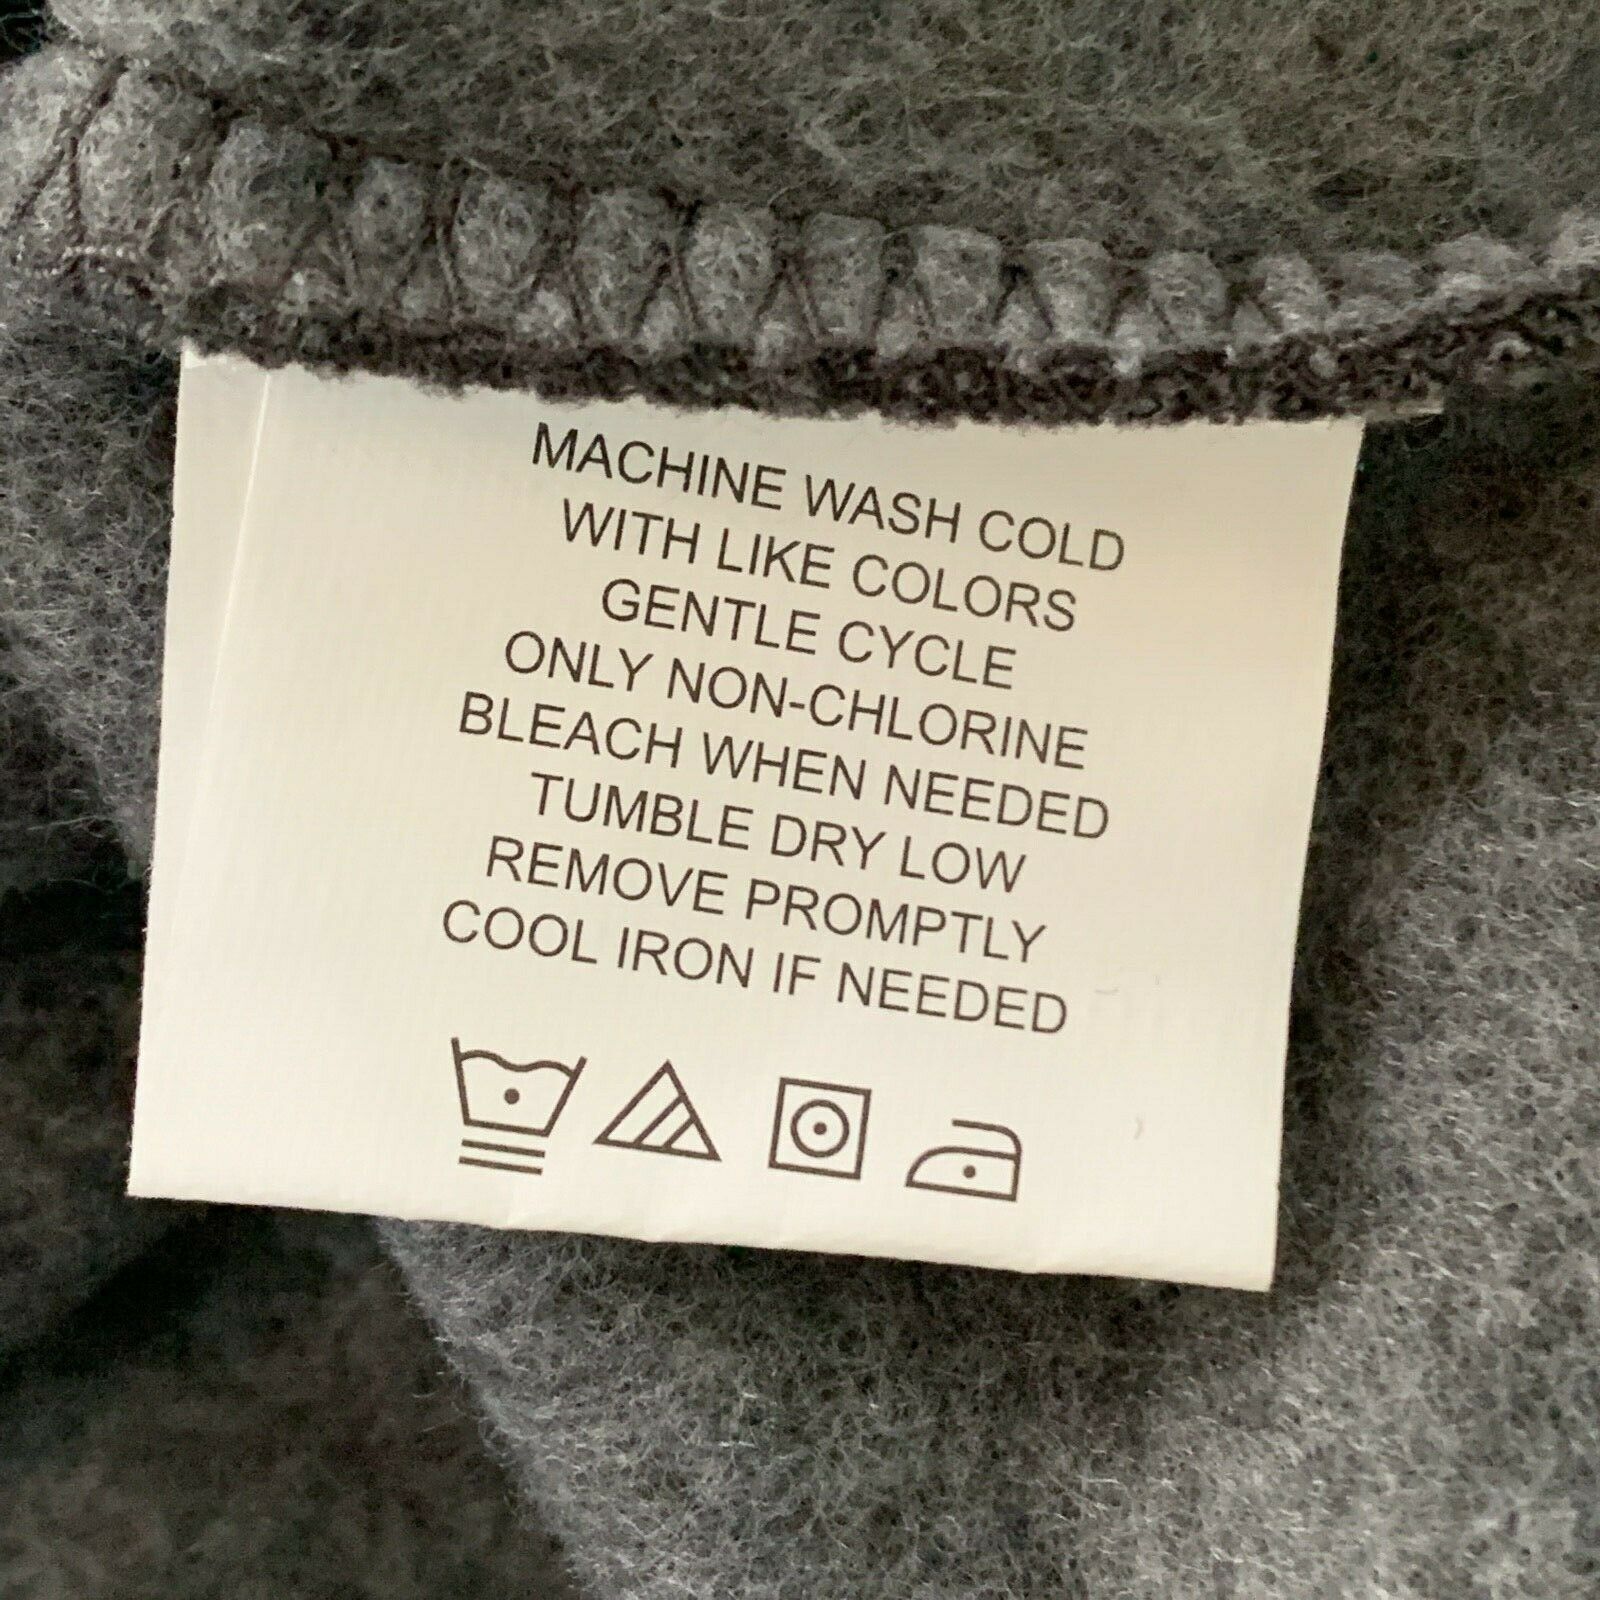 MACHINE WASH COLD
WITH LIKE COLORS
GENTLE CYCLE
ONLY NON-CHLORINE
BLEACH WHEN NEEDED
TUMBLE DRY LOW
REMOVE PROMPTLY
COOL IRON IF NEEDED